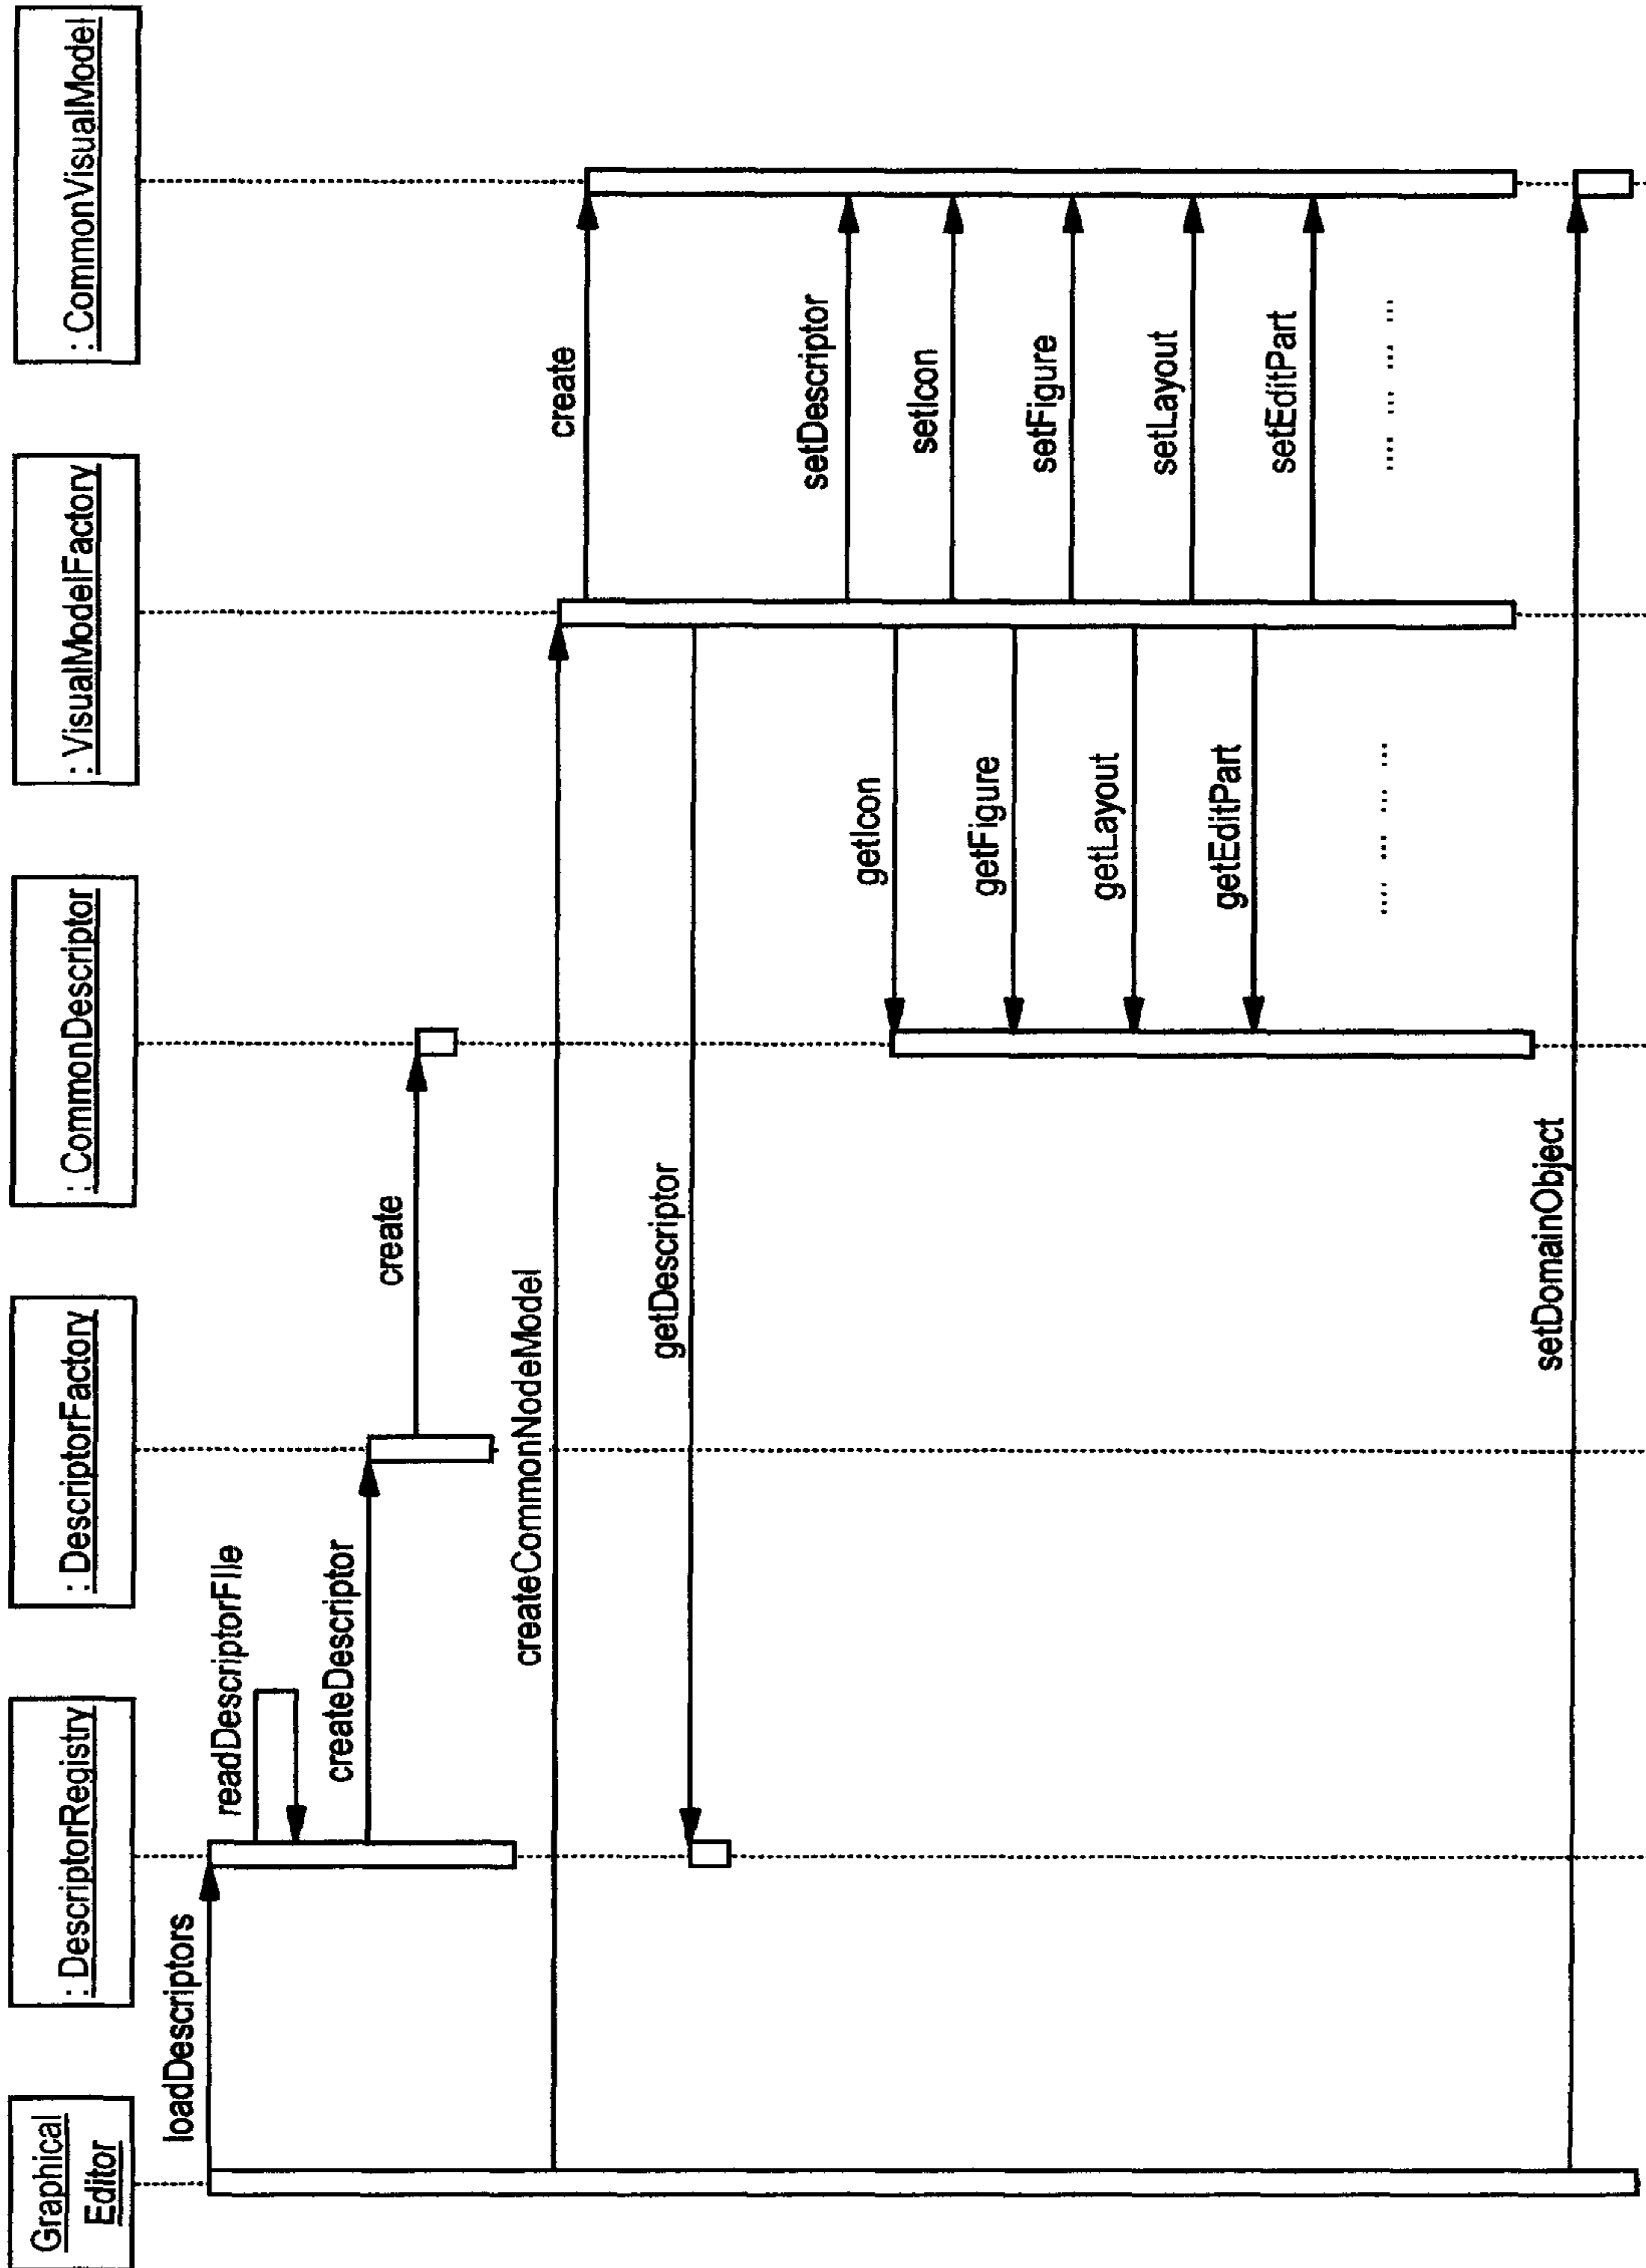 Graphical
Editor
: DescriptorRegistry
: DescriptorFactory
: CommonDescriptor
: VisualModelFactory
: CommonVisualModel
loadDescriptors
readDescriptorFIle
createDescriptor
create
createCommonNodeModel
create
getDescriptor
setDescriptor
getIcon
setIcon
getFigure
setFigure
getLayout
setLayout
getEditPart
setEditPart
.... ... ... ...
.... ... ... ...
setDomainObject